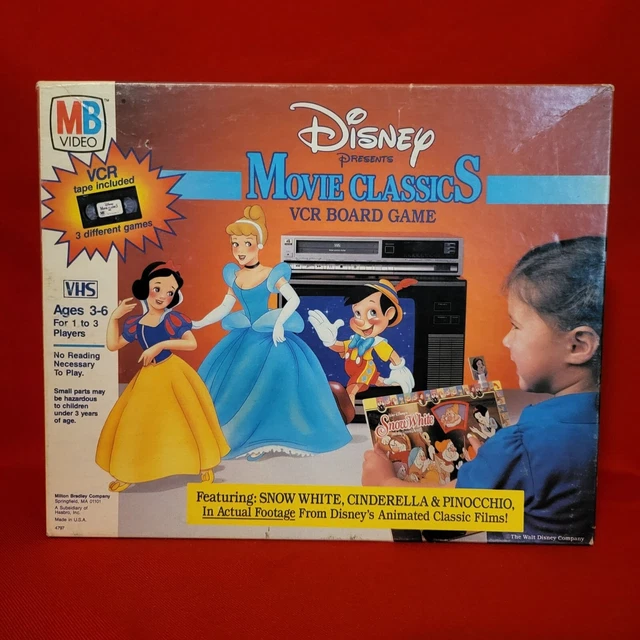 MB™
VIDEO
VCR
tape included
3 different games
VHS
Ages 3-6
For 1 to 3
Players
No Reading
Necessary
To Play.
Small parts may
be hazardous
to children
under 3 years
of age.
Milton Bradley Company
Springfield, MA 01101
A Subsidiary of
Hasbro, Inc.
Made in U.S.A.
4797
DISNEY
PRESENTS
MOVIE CLASSICS
VCR BOARD GAME
Snow White
Featuring: SNOW WHITE, CINDERELLA & PINOCCHIO,
In Actual Footage From Disney's Animated Classic Films!
© The Walt Disney Company